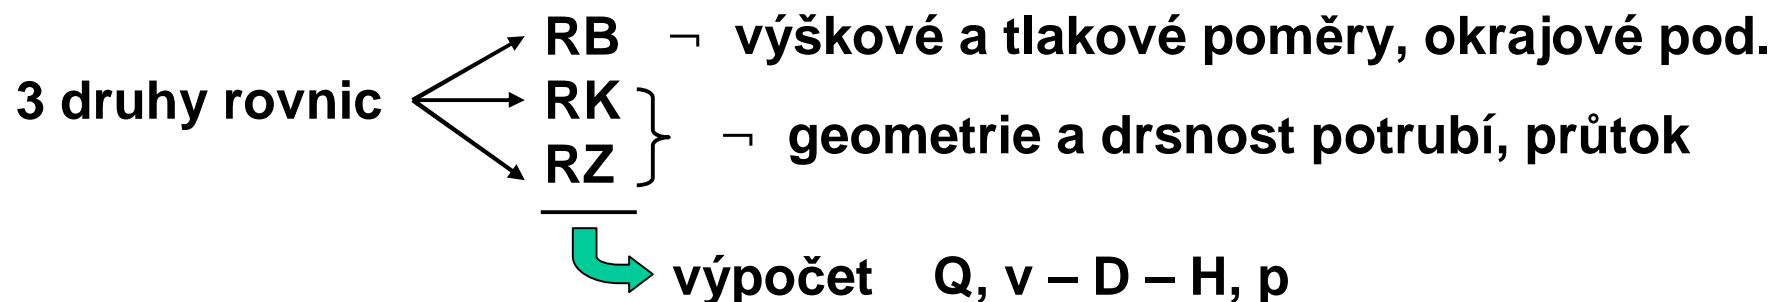 RB ¬ výškové a tlakové poměry, okrajové pod.
3 druhy rovnic RK
¬ geometrie a drsnost potrubí, průtok
RZ
výpočet Q, v – D – H, p